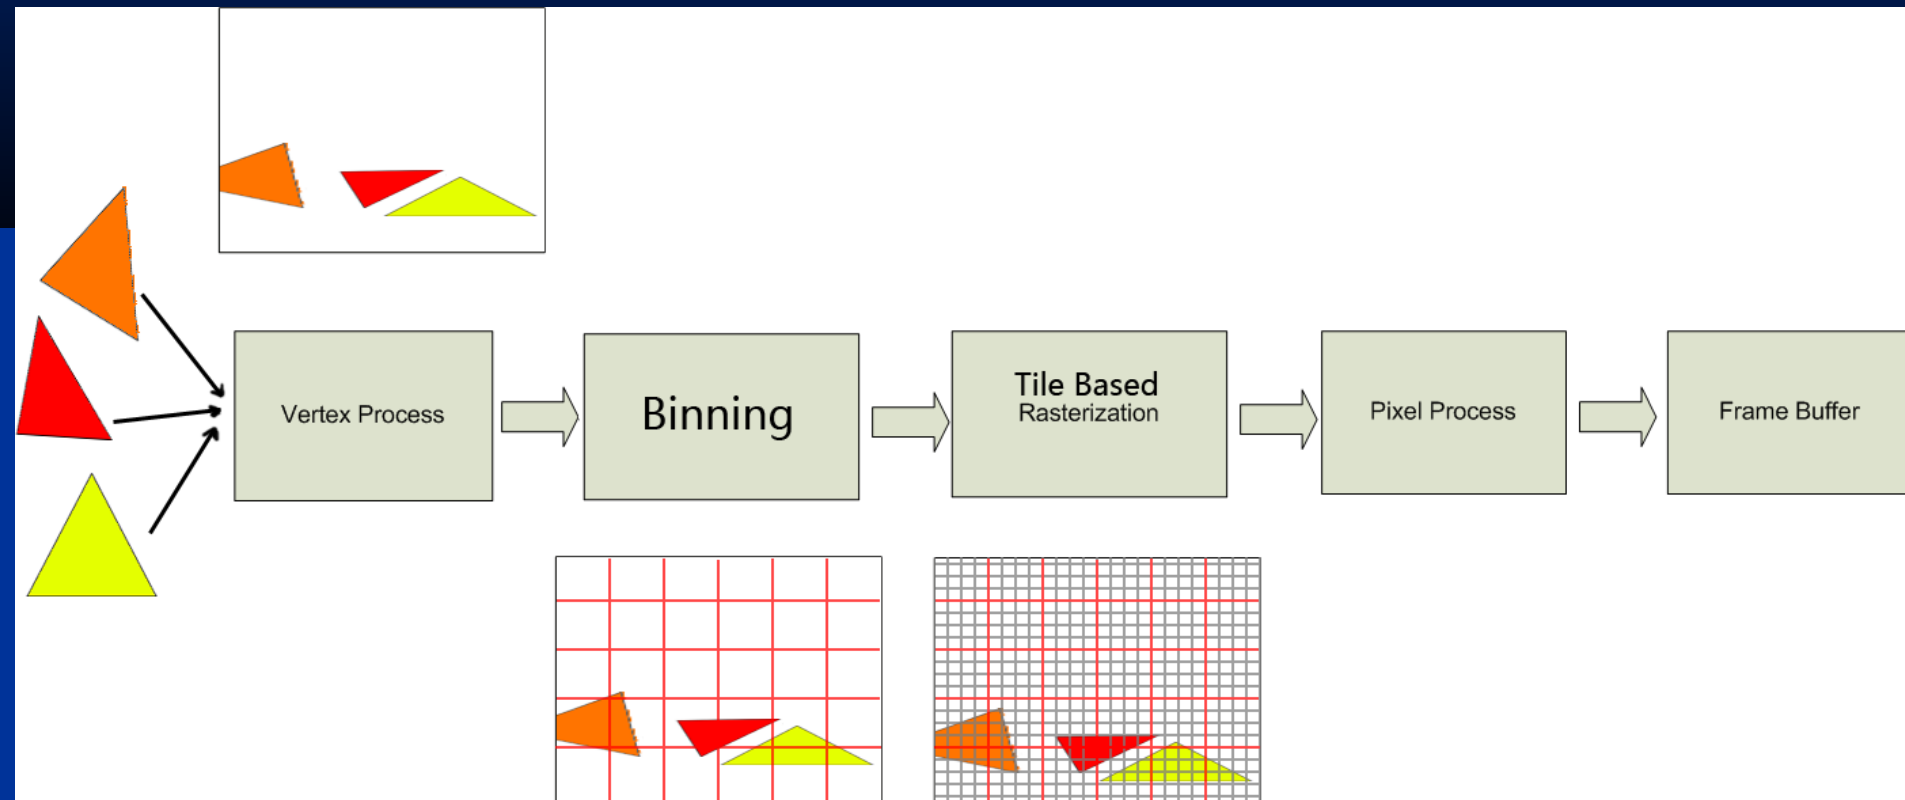 Vertex Process
Binning
Tile Based
Rasterization
Pixel Process
Frame Buffer